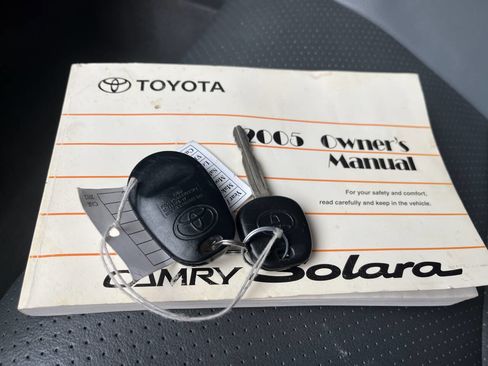 TOYOTA
2005 Owner's
Manual
For your safety and comfort,
read carefully and keep in the vehicle.
CAMRY Solara